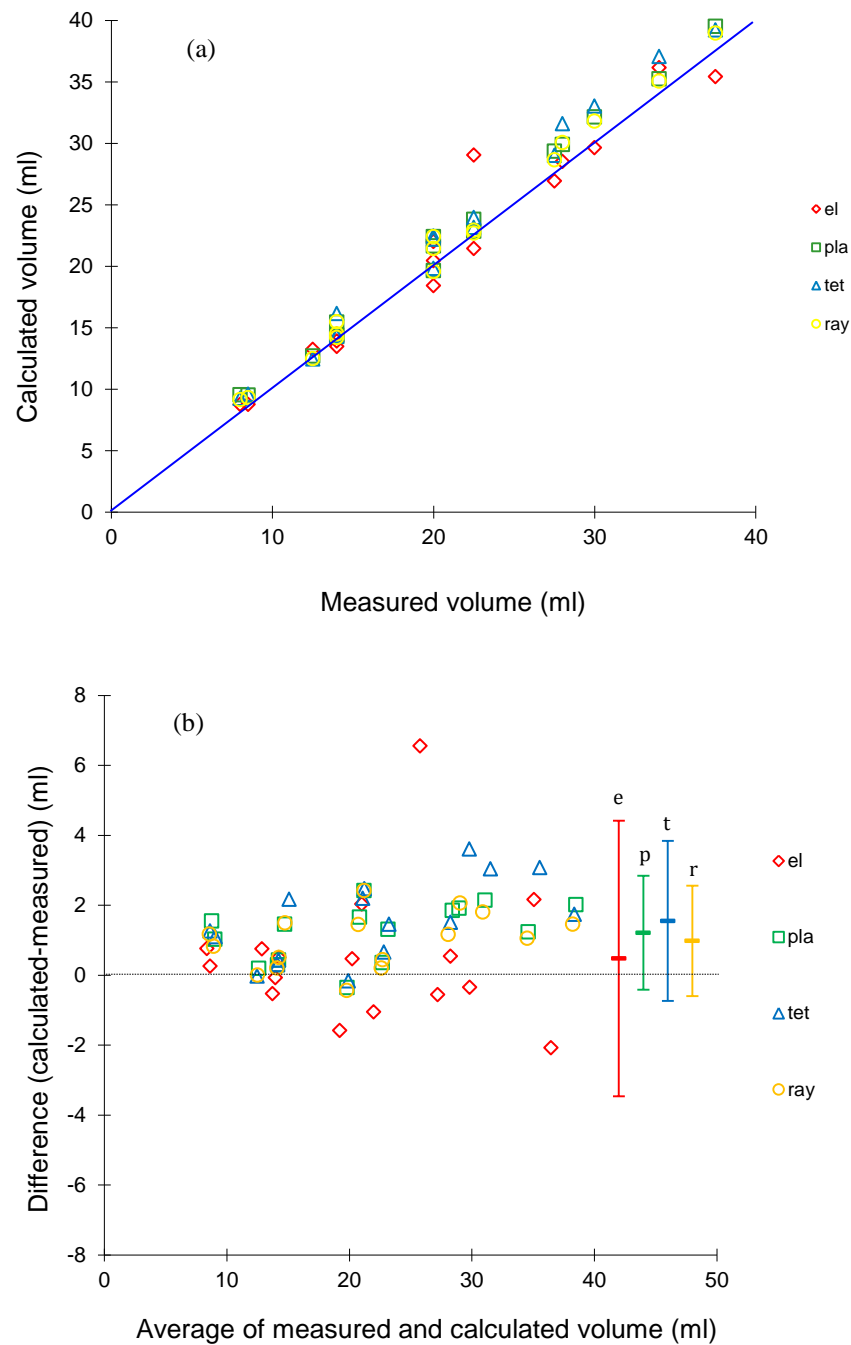 (a)
Calculated volume (ml)
40
35
30
25
20
15
10
5
0
0 10 20 30 40
Measured volume (ml)
el
pla
tet
ray
(b)
Difference (calculated-measured) (ml)
8
6
4
2
0
-2
-4
-6
-8
10 20 30 40 50
Average of measured and calculated volume (ml)
e
p
t
r
el
pla
tet
ray